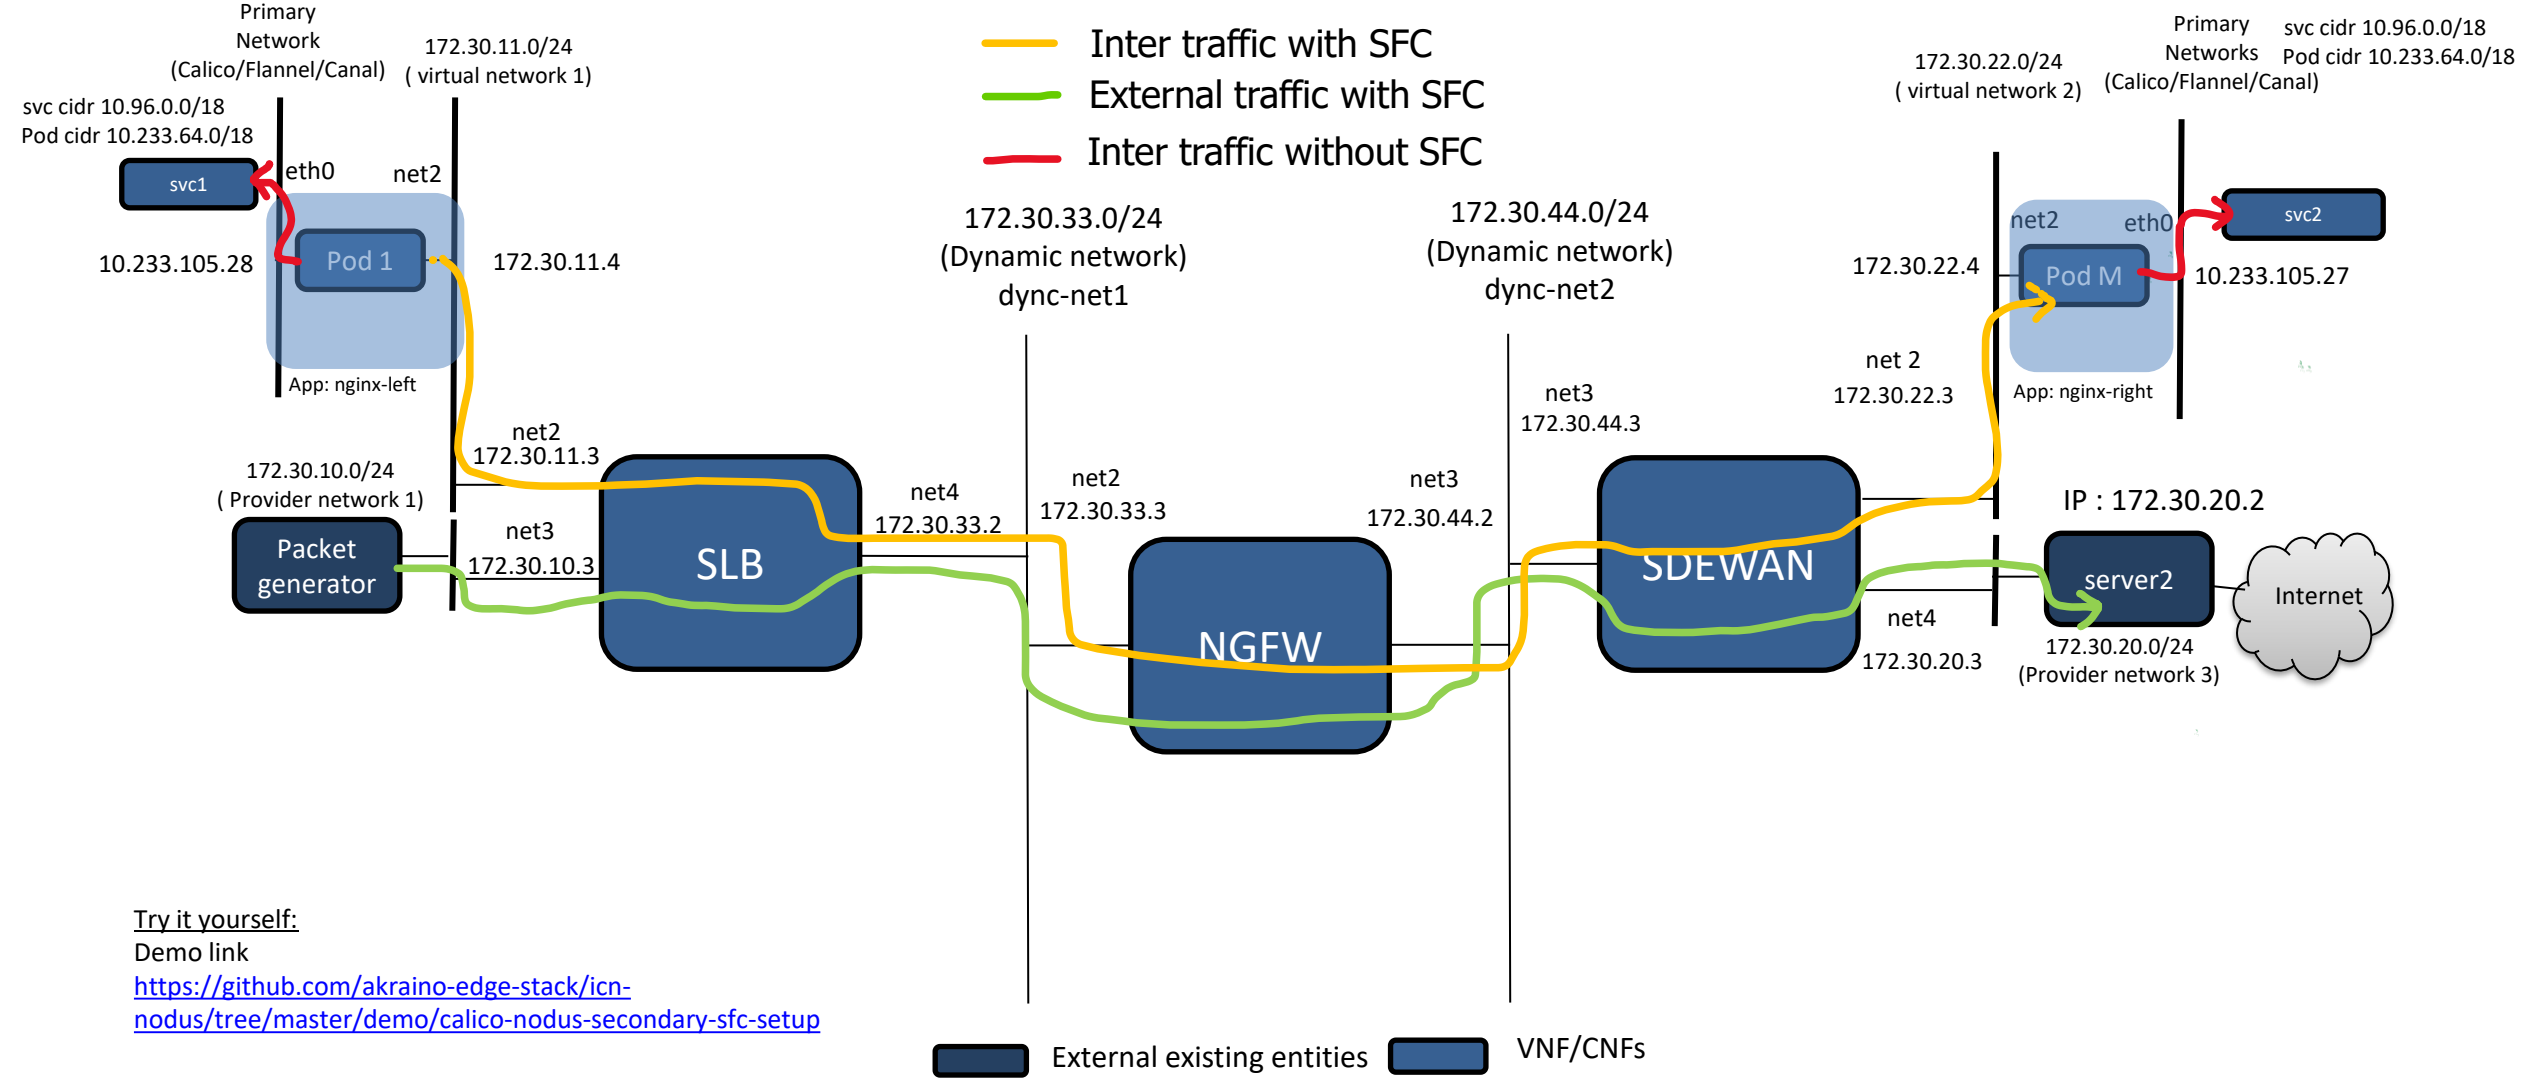 Primary
Network
(Calico/Flannel/Canal)
172.30.11.0/24
( virtual network 1)
svc cidr 10.96.0.0/18
Pod cidr 10.233.64.0/18
svc1
eth0
net2
10.233.105.28
Pod 1
172.30.11.4
App: nginx-left
Inter traffic with SFC
External traffic with SFC
Inter traffic without SFC
172.30.33.0/24
(Dynamic network)
dync-net1
172.30.44.0/24
(Dynamic network)
dync-net2
172.30.22.0/24
( virtual network 2)
Primary
Networks
(Calico/Flannel/Canal)
svc cidr 10.96.0.0/18
Pod cidr 10.233.64.0/18
net2
eth0
svc2
172.30.22.4
Pod M
10.233.105.27
App: nginx-right
net 2
172.30.22.3
net3
172.30.44.3
net2
172.30.11.3
172.30.10.0/24
( Provider network 1)
Packet
generator
net3
172.30.10.3
SLB
net4
172.30.33.2
net2
172.30.33.3
NGFW
net3
172.30.44.2
SDEWAN
net4
172.30.20.3
IP : 172.30.20.2
server2
Internet
172.30.20.0/24
(Provider network 3)
Try it yourself:
Demo link
https://github.com/akraino-edge-stack/icn-
nodus/tree/master/demo/calico-nodus-secondary-sfc-setup
External existing entities
VNF/CNFs